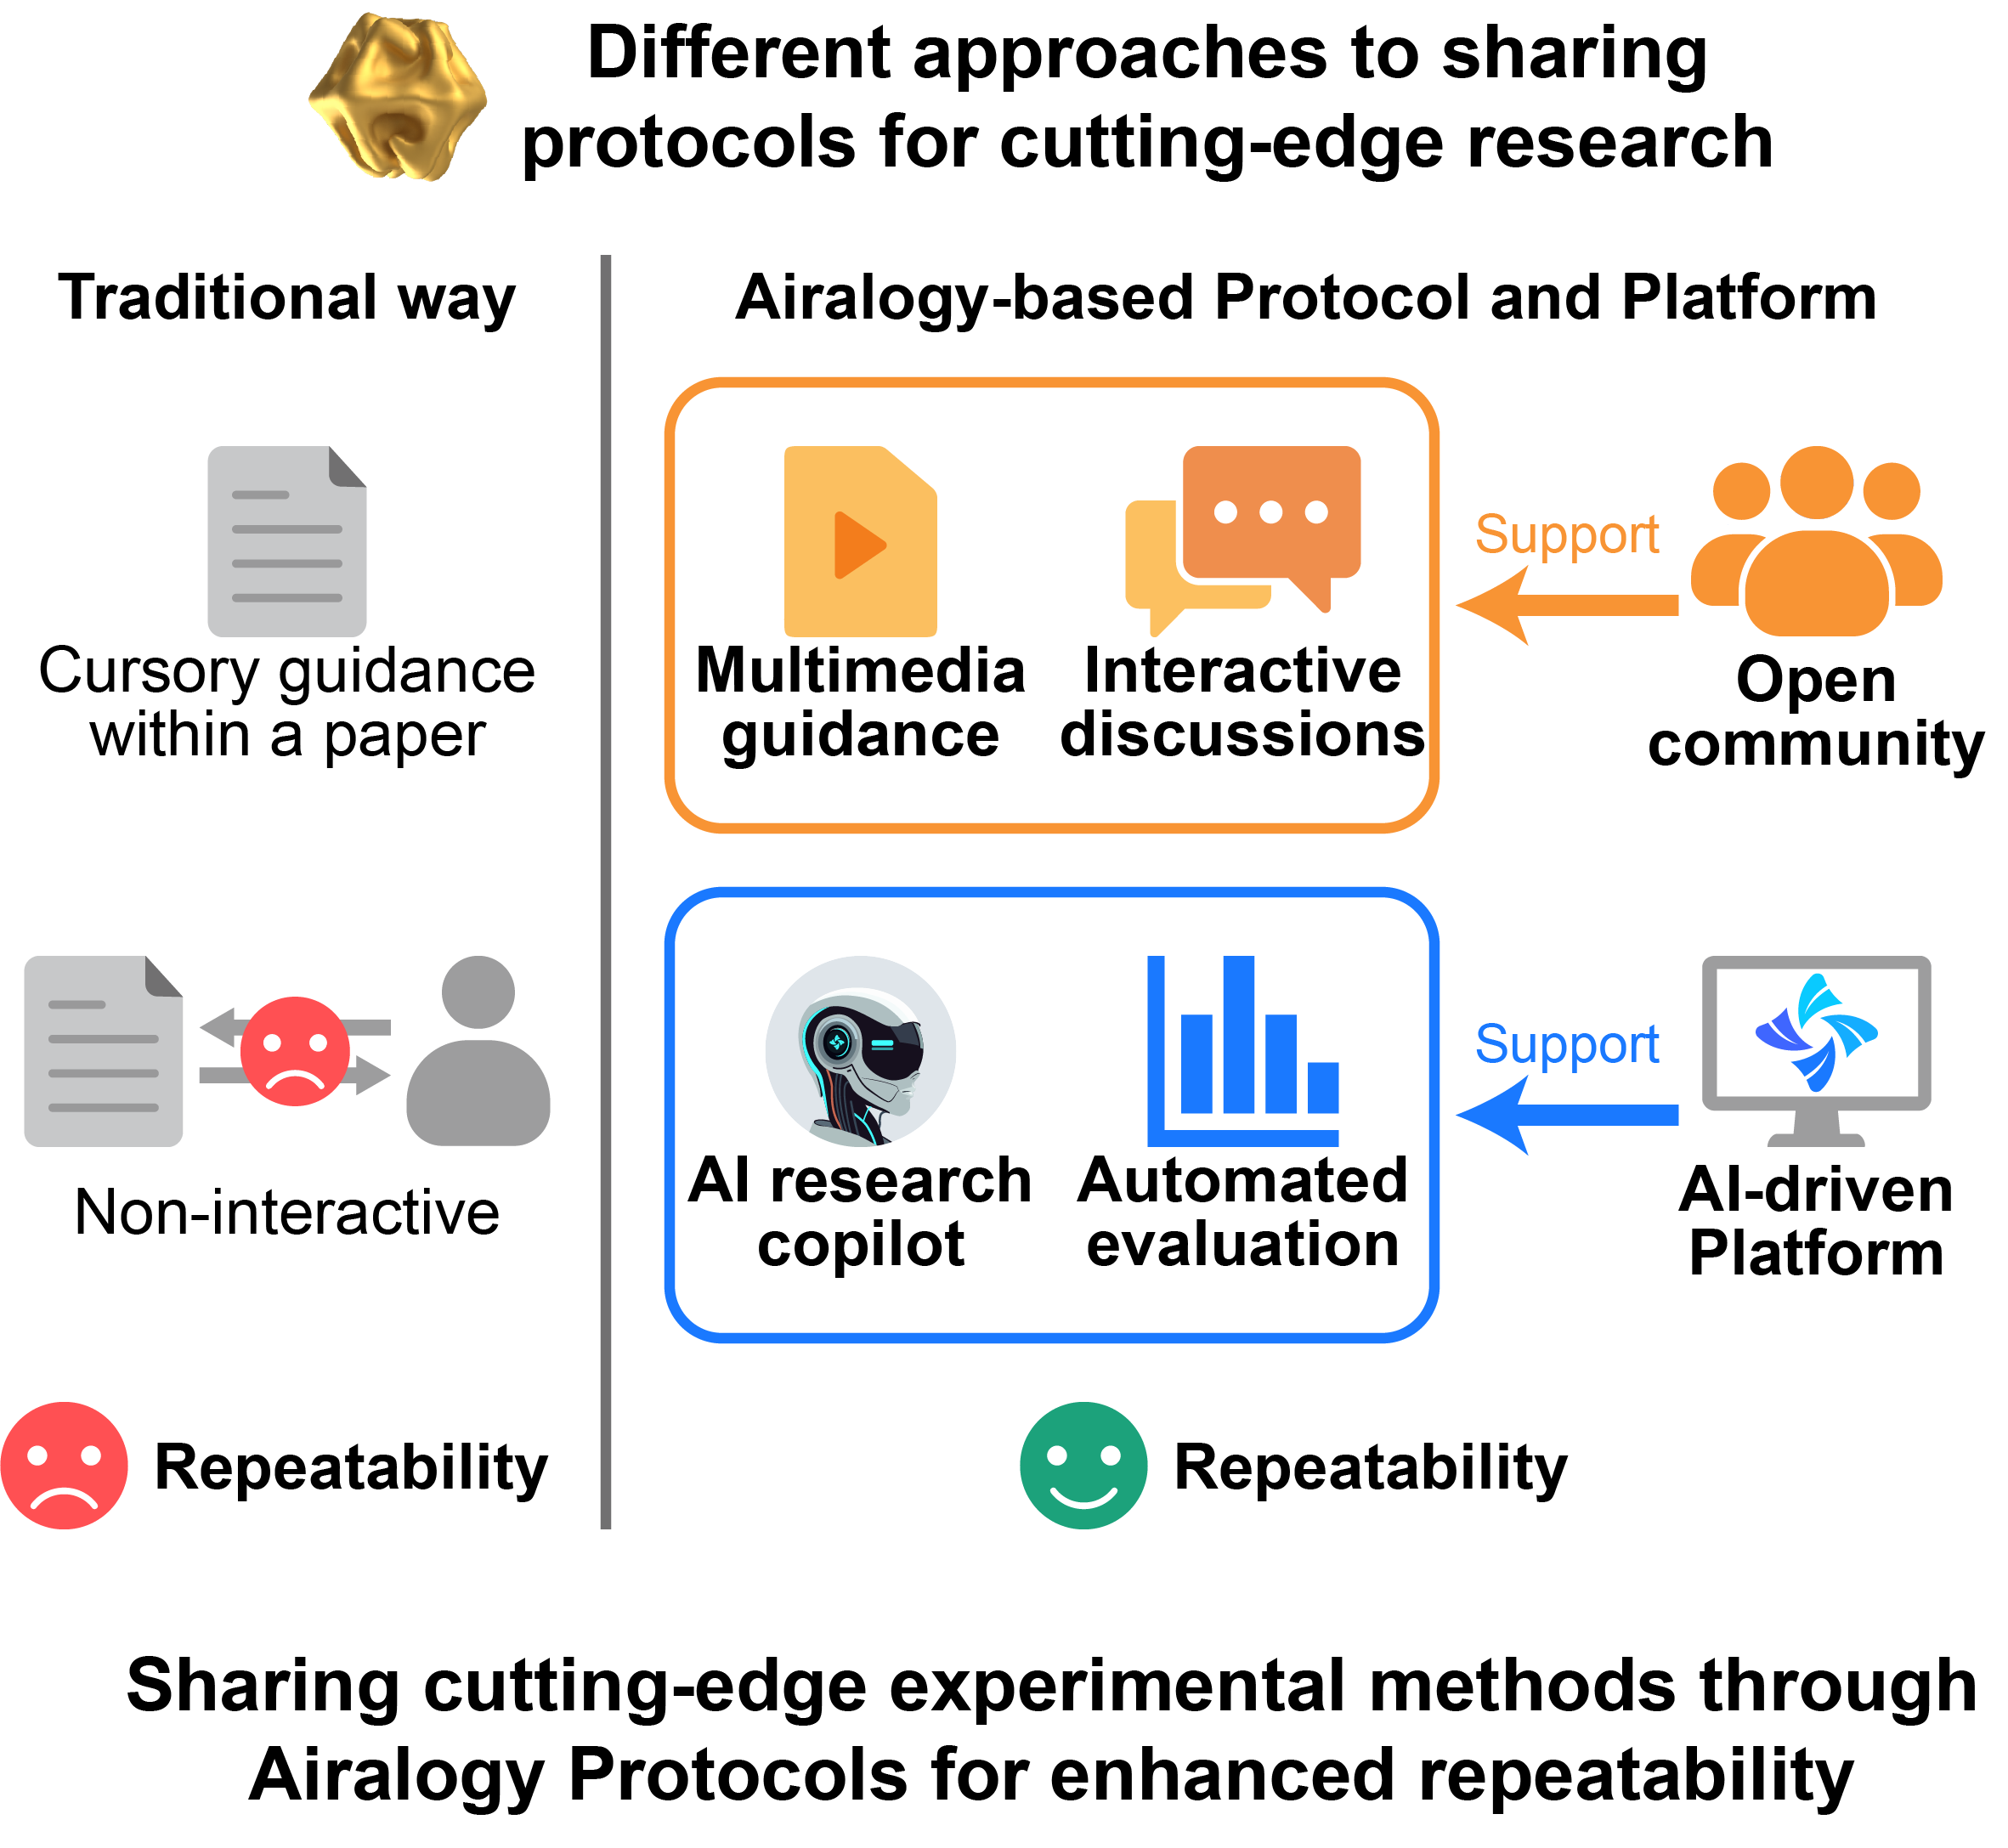 Different approaches to sharing
protocols for cutting-edge research
Traditional way
Airalogy-based Protocol and Platform
Cursory guidance
within a paper
Multimedia
guidance
Interactive
discussions
Support
Open
community
Non-interactive
AI research
copilot
Automated
evaluation
Support
AI-driven
Platform
Repeatability
Repeatability
Sharing cutting-edge experimental methods through
Airalogy Protocols for enhanced repeatability